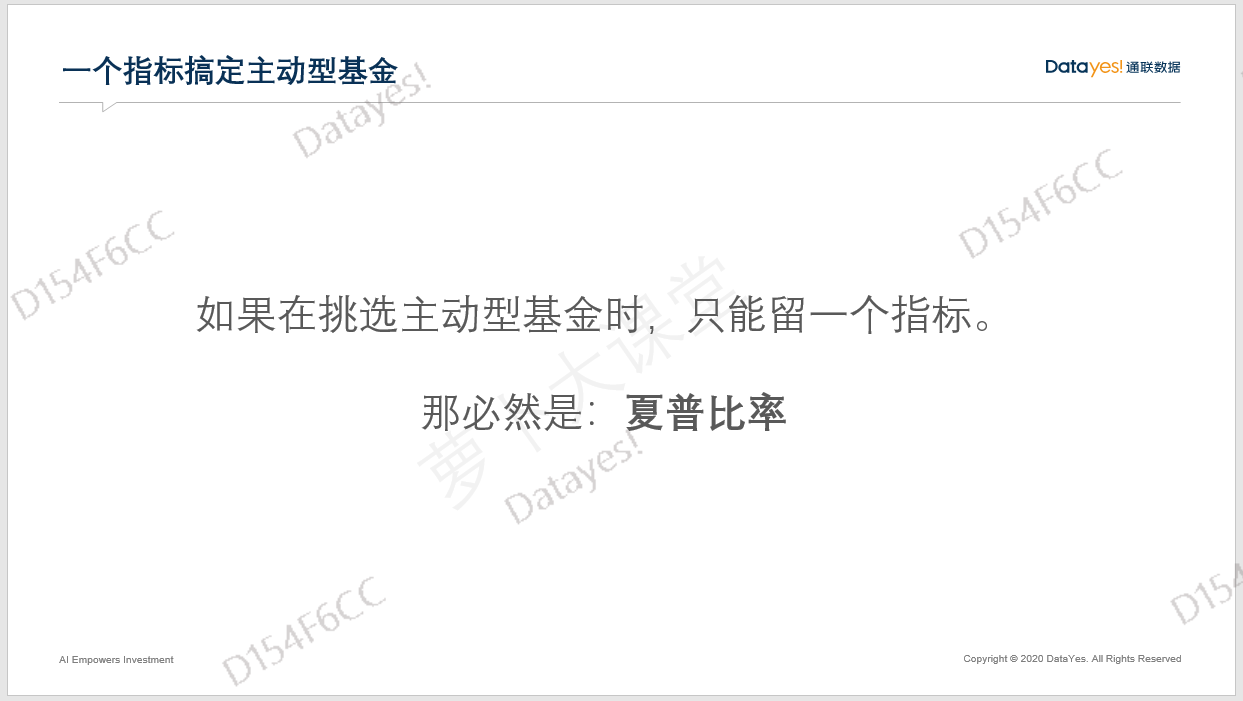 一个指标搞定主动型基金
Datayes! 通联数据
Datayes!
D154F6CC
D154F6CC
如果在挑选主动型基金时，只能留一个指标。
萝卜大课堂
那必然是：夏普比率
Datayes!
D154F6CC
D154
AI Empowers Investment
Copyright © 2020 DataYes. All Rights Reserved